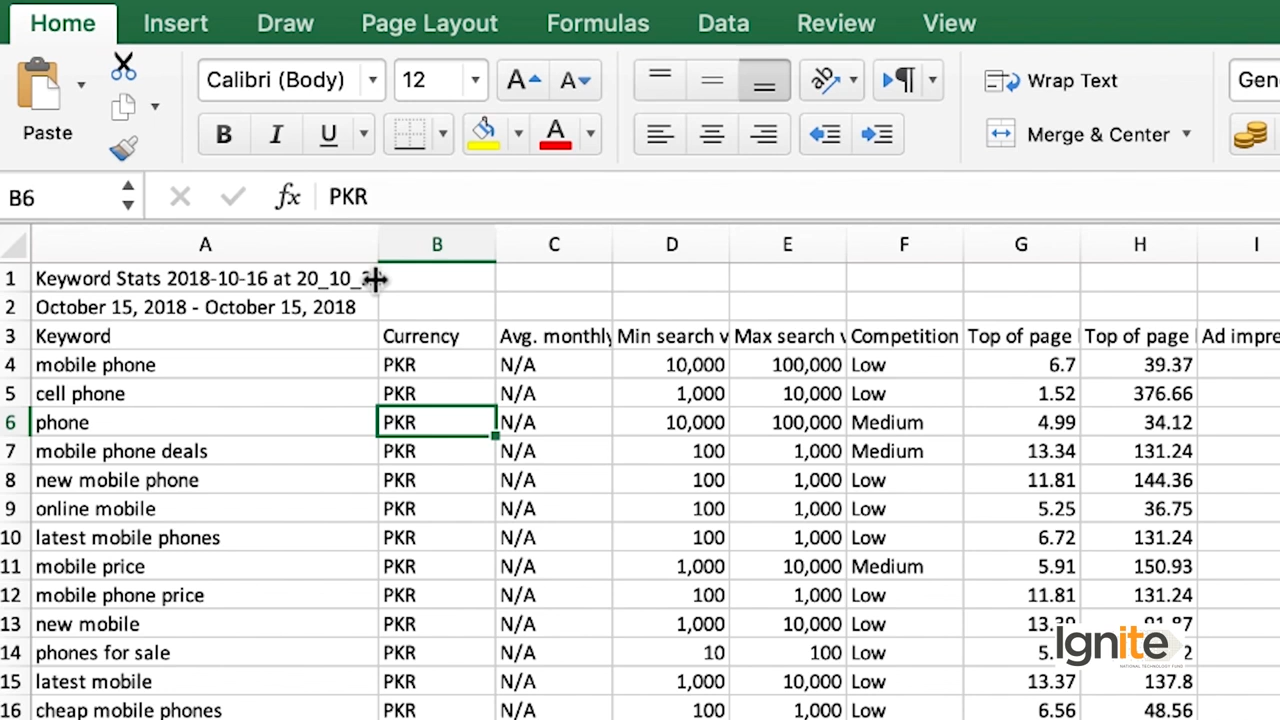 Home Insert Draw Page Layout Formulas Data Review View
Calibri (Body) 12 A A Wrap Text Gen
Paste B I U A Merge & Center
B6 fx PKR
A B C D E F G H I
1 Keyword Stats 2018-10-16 at 20_10_
2 October 15, 2018 - October 15, 2018
3 Keyword Currency Avg. monthly Min search v Max search v Competition Top of page Top of page Ad impre
4 mobile phone PKR N/A 10,000 100,000 Low 6.7 39.37
5 cell phone PKR N/A 1,000 10,000 Low 1.52 376.66
6 phone PKR N/A 10,000 100,000 Medium 4.99 34.12
7 mobile phone deals PKR N/A 100 1,000 Medium 13.34 131.24
8 new mobile phone PKR N/A 100 1,000 Low 11.81 144.36
9 online mobile PKR N/A 100 1,000 Low 5.25 36.75
10 latest mobile phones PKR N/A 100 1,000 Low 6.72 131.24
11 mobile price PKR N/A 1,000 10,000 Medium 5.91 150.93
12 mobile phone price PKR N/A 100 1,000 Low 11.81 131.24
13 new mobile PKR N/A 1,000 10,000 Low
14 phones for sale PKR N/A 10 100 Low
Ignite
NATIONAL TECHNOLOGY FUND
15 latest mobile PKR N/A 1,000 10,000 Low 13.37 137.8
16 cheap mobile phones PKR N/A 100 1,000 Low 6.56 48.56